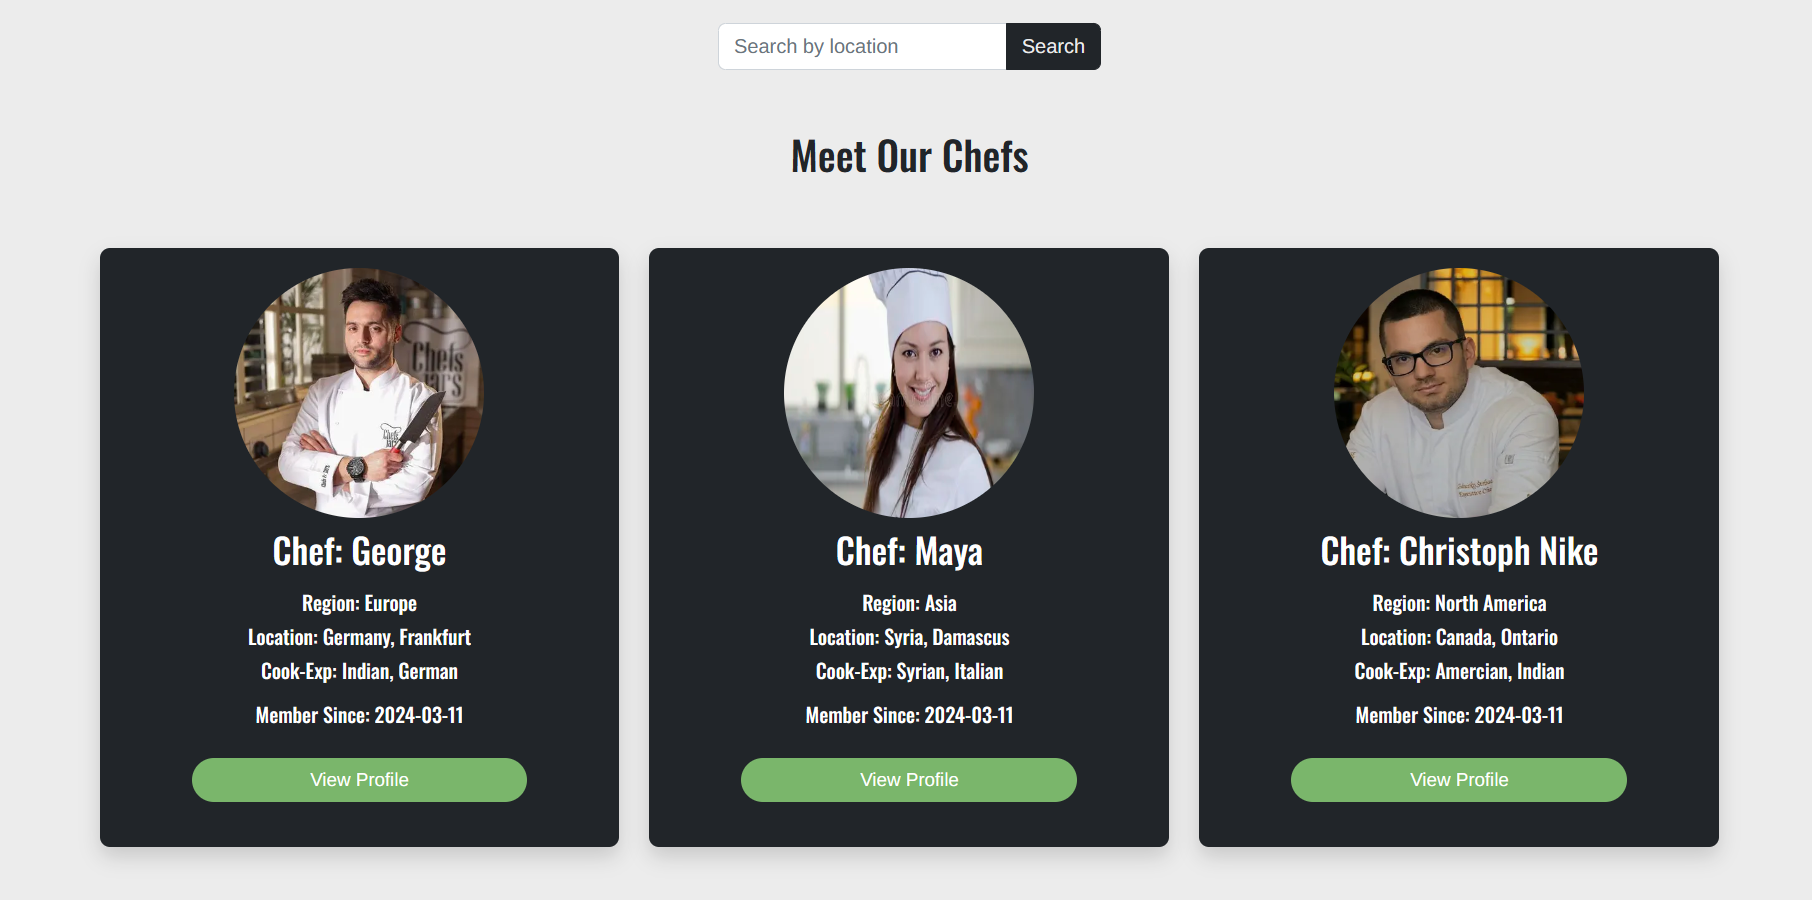 Search by location
Search
Meet Our Chefs
Chefs
Chef: George
Region: Europe
Location: Germany, Frankfurt
Cook-Exp: Indian, German
Member Since: 2024-03-11
View Profile
Chef: Maya
Region: Asia
Location: Syria, Damascus
Cook-Exp: Syrian, Italian
Member Since: 2024-03-11
View Profile
Chef: Christoph Nike
Region: North America
Location: Canada, Ontario
Cook-Exp: Amercian, Indian
Member Since: 2024-03-11
View Profile